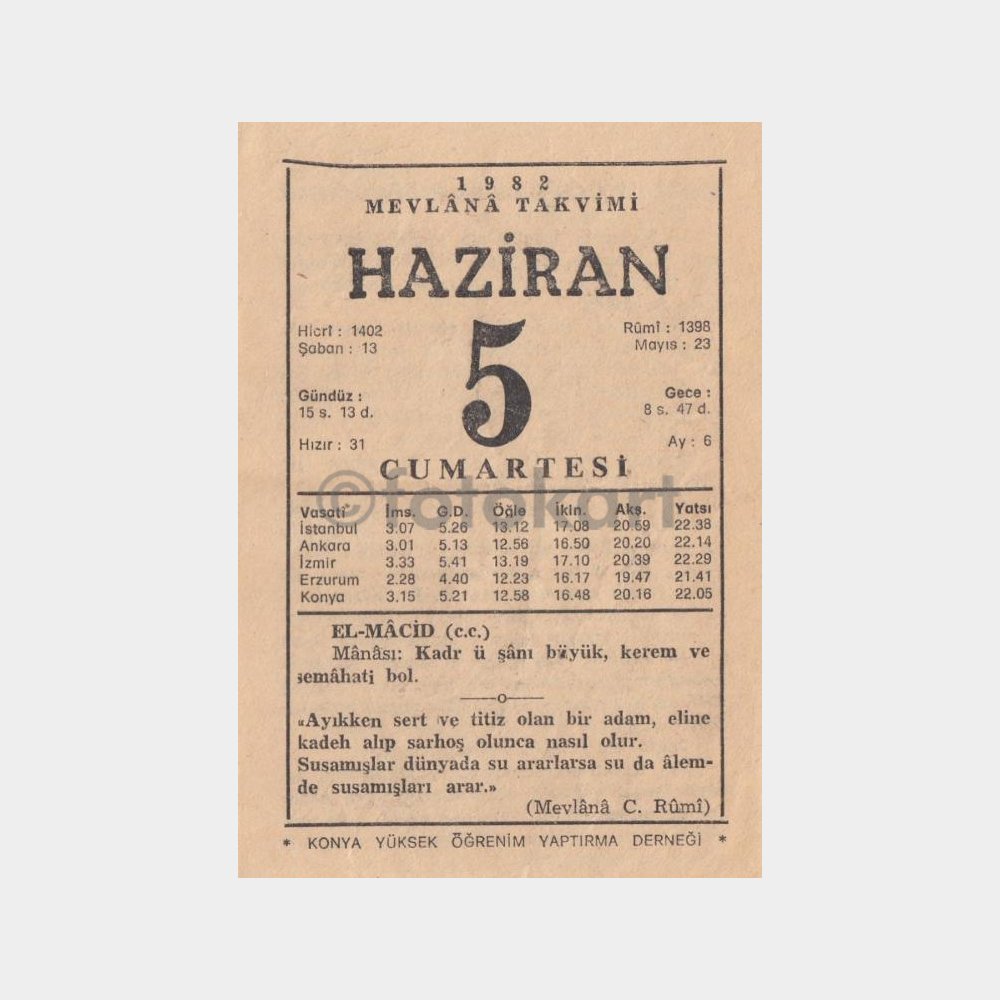 1982
MEVLÂNÂ TAKVİMİ
HAZİRAN
Hicrî : 1402
Şaban : 13
Rûmî : 1398
Mayıs : 23
5
Gündüz :
15 s. 13 d.
Gece :
8 s. 47 d.
Hızır : 31
Ay : 6
CUMARTESİ
©fotokart
Vasati İms. G.D. Öğle İkin. Akş. Yatsı
İstanbul 3.07 5.26 13.12 17.08 20.59 22.38
Ankara 3.01 5.13 12.56 16.50 20.20 22.14
İzmir 3.33 5.41 13.19 17.10 20.39 22.29
Erzurum 2.28 4.40 12.23 16.17 19.47 21.41
Konya 3.15 5.21 12.58 16.48 20.16 22.05
EL-MÂCİD (c.c.)
Mânâsı: Kadr ü şânı büyük, kerem ve
semâhati bol.
«Ayıkken sert ve titiz olan bir adam, eline
kadeh alıp sarhoş olunca nasıl olur.
Susamışlar dünyada su ararlarsa su da âlem-
de susamışları arar.»
(Mevlânâ C. Rûmî)
* KONYA YÜKSEK ÖĞRENİM YAPTIRMA DERNEĞİ *